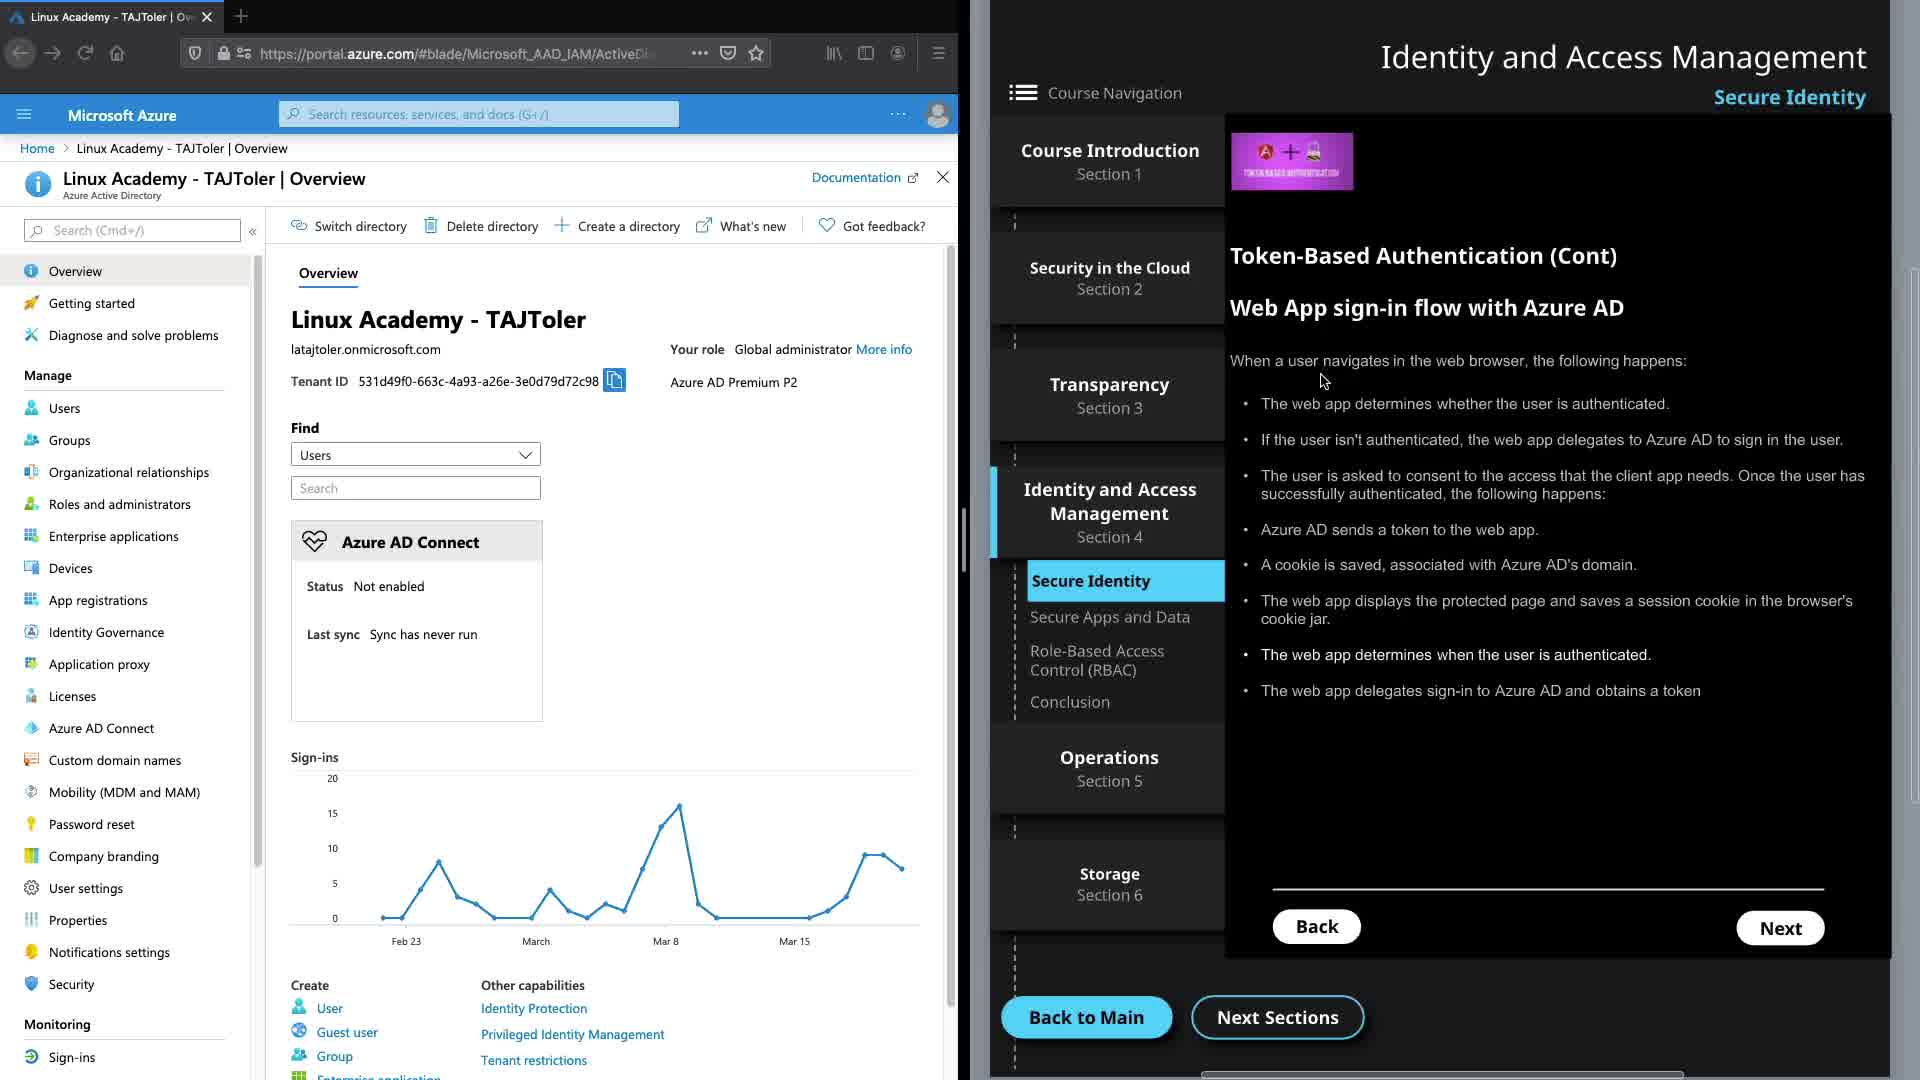 Linux Academy - TAJToler | Ov
https://portal.azure.com/#blade/Microsoft_AAD_IAM/ActiveDi
Microsoft Azure
Search resources, services, and docs (G+/)
Home > Linux Academy - TAJToler | Overview
Linux Academy - TAJToler | Overview
Azure Active Directory
Documentation
Search (Cmd+/)
«
Switch directory
Delete directory
Create a directory
What's new
Got feedback?
Overview
Getting started
Diagnose and solve problems
Manage
Users
Groups
Organizational relationships
Roles and administrators
Enterprise applications
Devices
App registrations
Identity Governance
Application proxy
Licenses
Azure AD Connect
Custom domain names
Mobility (MDM and MAM)
Password reset
Company branding
User settings
Properties
Notifications settings
Security
Monitoring
Sign-ins
Overview
Linux Academy - TAJToler
latajtoler.onmicrosoft.com
Your role Global administrator More info
Tenant ID 531d49f0-663c-4a93-a26e-3e0d79d72c98
Azure AD Premium P2
Find
Users
Search
Azure AD Connect
Status Not enabled
Last sync Sync has never run
Sign-ins
20
15
10
5
0
Feb 23
March
Mar 8
Mar 15
Create
User
Guest user
Group
Enterprise application
Other capabilities
Identity Protection
Privileged Identity Management
Tenant restrictions
Identity and Access Management
Secure Identity
Course Navigation
Course Introduction
Section 1
Security in the Cloud
Section 2
Transparency
Section 3
Identity and Access
Management
Section 4
Secure Identity
Secure Apps and Data
Role-Based Access
Control (RBAC)
Conclusion
Operations
Section 5
Storage
Section 6
TOKEN BASED AUTHENTICATION
Token-Based Authentication (Cont)
Web App sign-in flow with Azure AD
When a user navigates in the web browser, the following happens:
• The web app determines whether the user is authenticated.
• If the user isn't authenticated, the web app delegates to Azure AD to sign in the user.
• The user is asked to consent to the access that the client app needs. Once the user has
successfully authenticated, the following happens:
• Azure AD sends a token to the web app.
• A cookie is saved, associated with Azure AD's domain.
• The web app displays the protected page and saves a session cookie in the browser's
cookie jar.
• The web app determines when the user is authenticated.
• The web app delegates sign-in to Azure AD and obtains a token
Back
Next
Back to Main
Next Sections